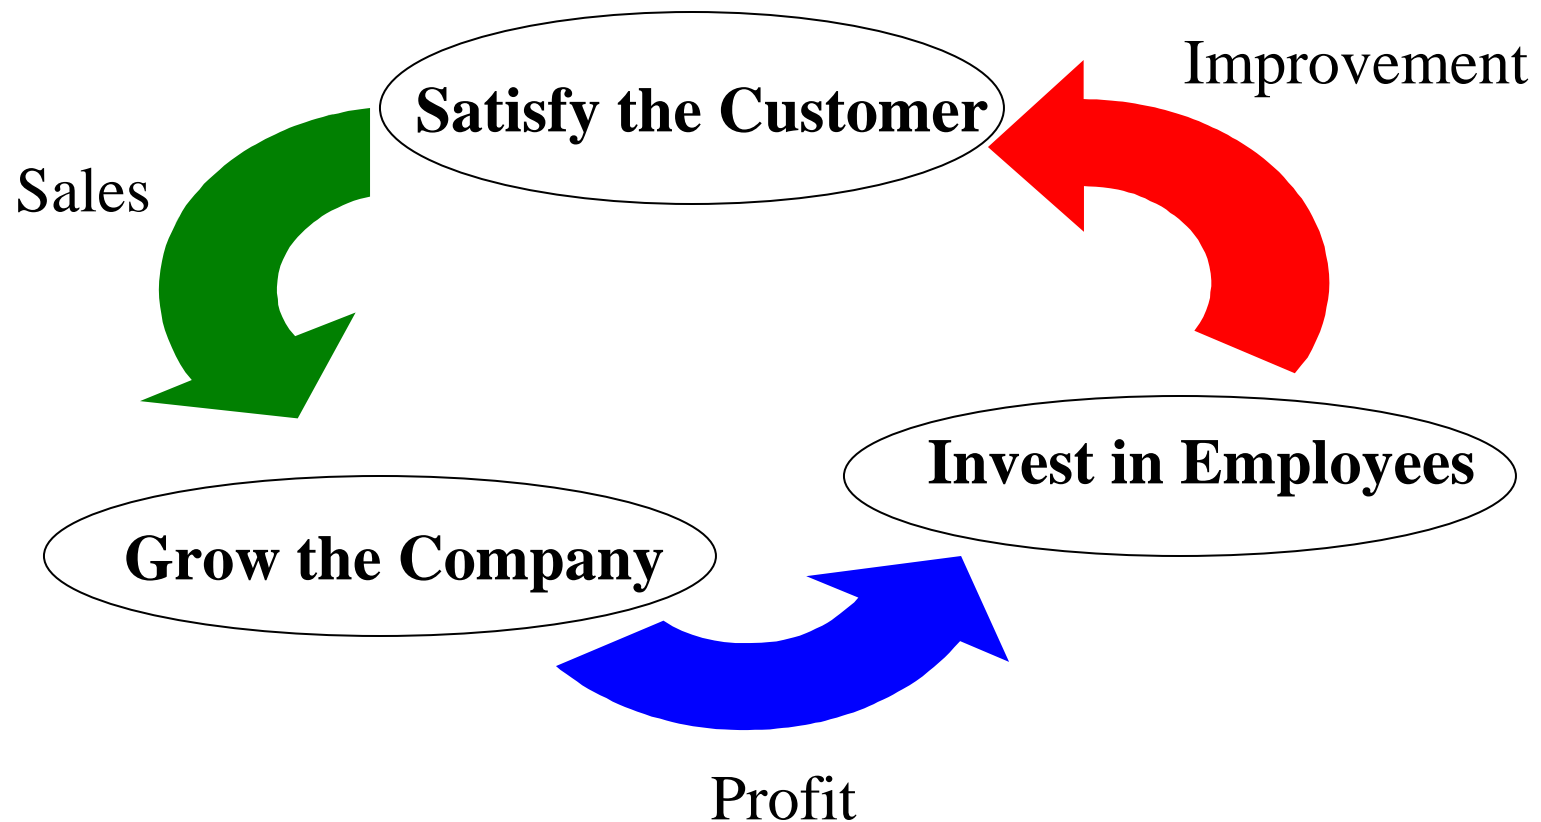 Improvement
Satisfy the Customer
Sales
Invest in Employees
Grow the Company
Profit